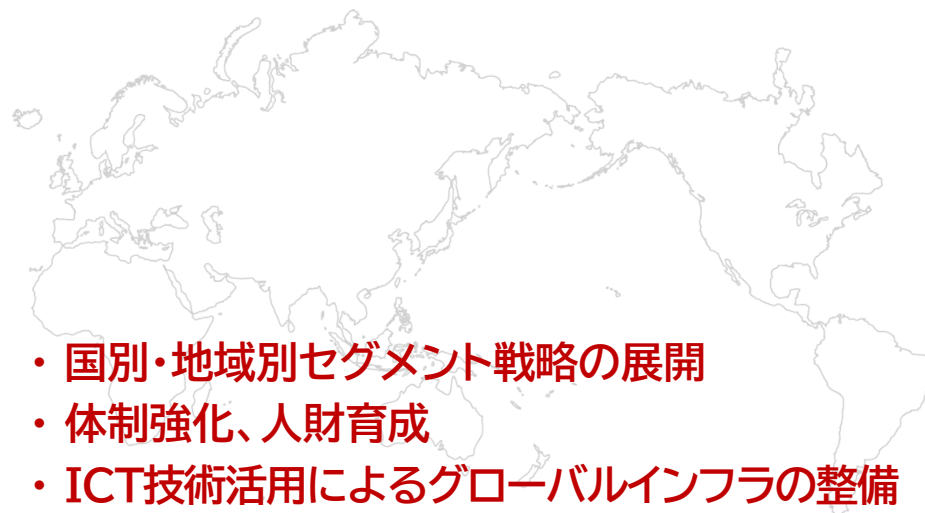 ・ 国別・地域別セグメント戦略の展開
・ 体制強化、人財育成
・ ICT技術活用によるグローバルインフラの整備